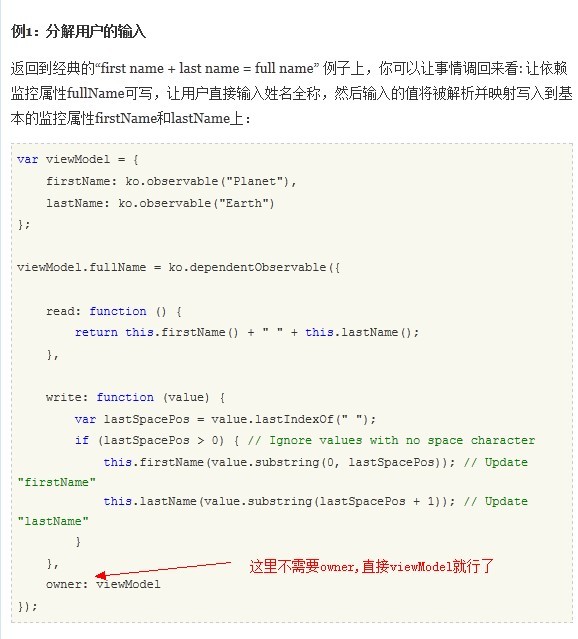 例1：分解用户的输入
返回到经典的“first name + last name = full name” 例子上，你可以让事情调回来看: 让依赖
监控属性fullName可写，让用户直接输入姓名全称，然后输入的值将被解析并映射写入到基
本的监控属性firstName和lastName上：
var viewModel = {
firstName: ko.observable("Planet"),
lastName: ko.observable("Earth")
};
viewModel.fullName = ko.dependentObservable({
read: function () {
return this.firstName() + " " + this.lastName();
},
write: function (value) {
var lastSpacePos = value.lastIndexOf(" ");
if (lastSpacePos > 0) { // Ignore values with no space character
this.firstName(value.substring(0, lastSpacePos)); // Update
"firstName"
this.lastName(value.substring(lastSpacePos + 1)); // Update
"lastName"
}
},
这里不需要owner,直接viewModel就行了
owner: viewModel
});